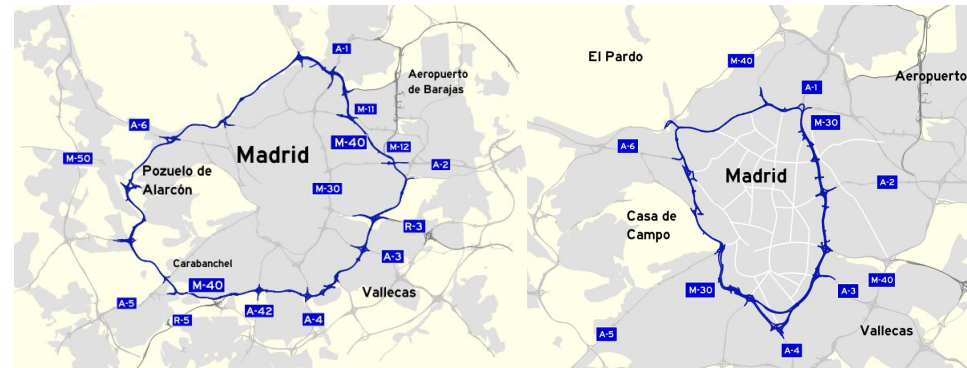 A-1
Aeropuerto
de Barajas
M-11
A-6
M-40
M-12
Madrid
M-50
A-2
Pozuelo de
Alarcón
M-30
R-3
A-3
Carabanchel
M-40
Vallecas
A-5
A-42
R-5
A-4
El Pardo
M-40
Aeropuerto
A-1
M-30
A-6
Madrid
A-2
Casa de
Campo
M-40
M-30
A-3
Vallecas
A-5
A-4